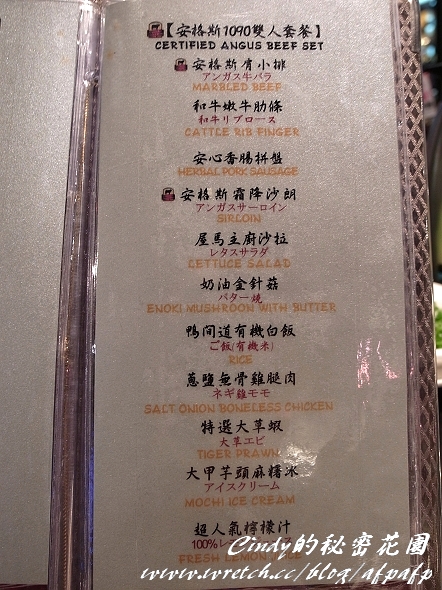 【安格斯1090雙人套餐】
CERTIFIED ANGUS BEEF SET
安格斯肩小排
アンガス牛バラ
MARBLED BEEF
和牛嫩牛肋條
和牛リブロース
CATTLE RIB FINGER
安心香腸拼盤
HERBAL PORK SAUSAGE
安格斯霜降沙朗
アンガスサーロイン
SIRLOIN
屋馬主廚沙拉
レタスサラダ
LETTUCE SALAD
奶油金針菇
バター燒
ENOKI MUSHROOM WITH BUTTER
鴨間道有機白飯
ご飯(有機米)
RICE
蔥鹽無骨雞腿肉
ネギ雞モモ
SALT ONION BONELESS CHICKEN
特選大草蝦
大草エビ
TIGER PRAWN
大甲芋頭麻糬冰
アイスクリーム
MOCHI ICE CREAM
超人氣檸檬汁
100%レ
FRESH LEMON
Cindy的秘密花園
www.wretch.cc/blog/afpafp